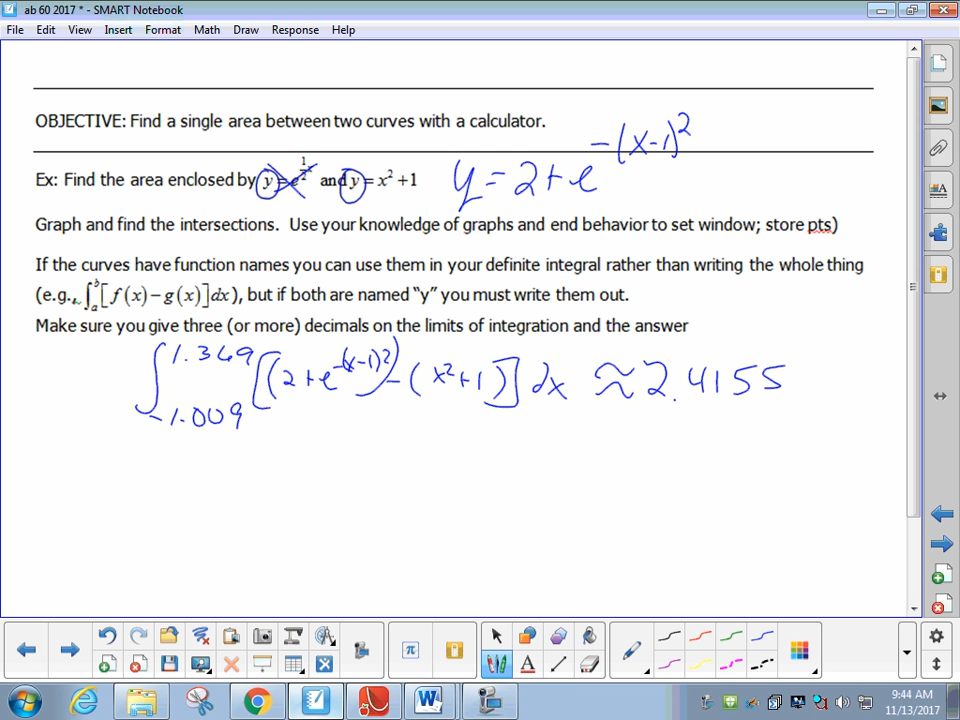 ab 60 2017 * - SMART Notebook
File Edit View Insert Format Math Draw Response Help
OBJECTIVE: Find a single area between two curves with a calculator.
Ex: Find the area enclosed by y = e^{\frac{1}{2}x} and y = x² + 1 y = 2 + e^{-(x-1)²}
Graph and find the intersections. Use your knowledge of graphs and end behavior to set window; store pts)
If the curves have function names you can use them in your definite integral rather than writing the whole thing
(e.g., ∫_a^b [f(x) − g(x)]dx), but if both are named “y” you must write them out.
Make sure you give three (or more) decimals on the limits of integration and the answer
∫_{-1.009}^{1.369} [(2 + e^{-(x-1)²}) − (x² + 1)] dx ≈ 2.4155
9:44 AM
11/13/2017